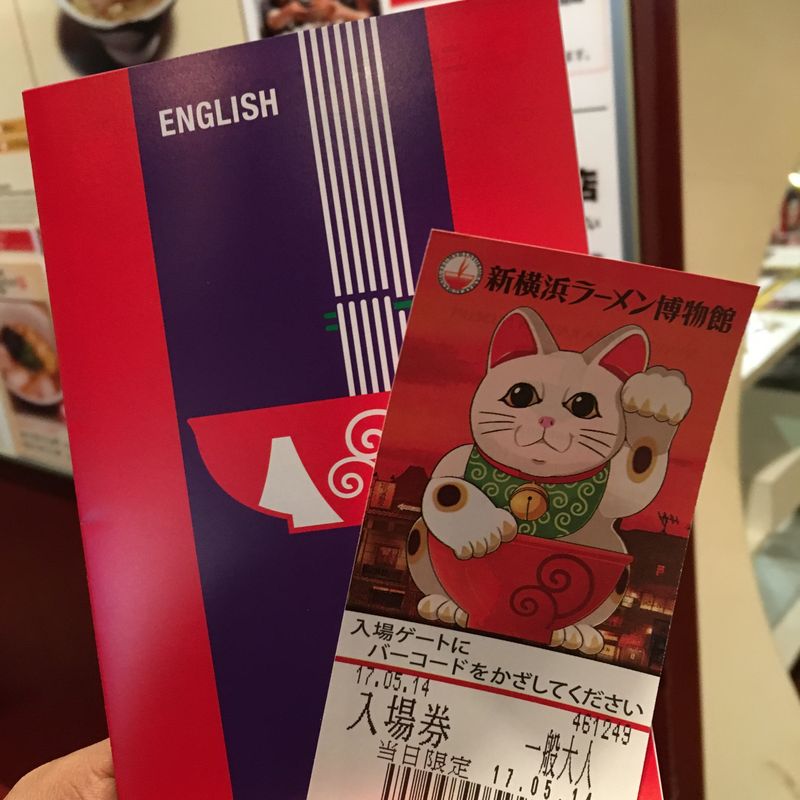 ENGLISH
新横浜ラーメン博物館
入場ゲートに
バーコードをかざしてください
17.05.14
461249
入場券
一般大人
当日限定
17.05.14
店